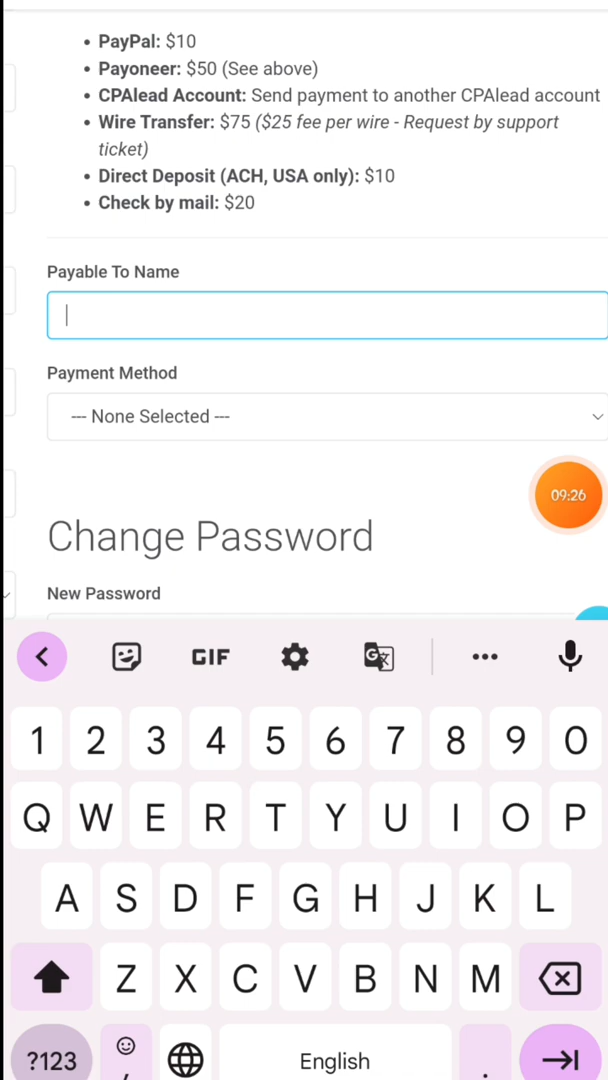 • PayPal: $10
• Payoneer: $50 (See above)
• CPAlead Account: Send payment to another CPAlead account
• Wire Transfer: $75 ($25 fee per wire - Request by support
ticket)
• Direct Deposit (ACH, USA only): $10
• Check by mail: $20
Payable To Name
Payment Method
--- None Selected ---
09:26
Change Password
New Password
GIF
1 2 3 4 5 6 7 8 9 0
Q W E R T Y U I O P
A S D F G H J K L
Z X C V B N M
?123 , English .